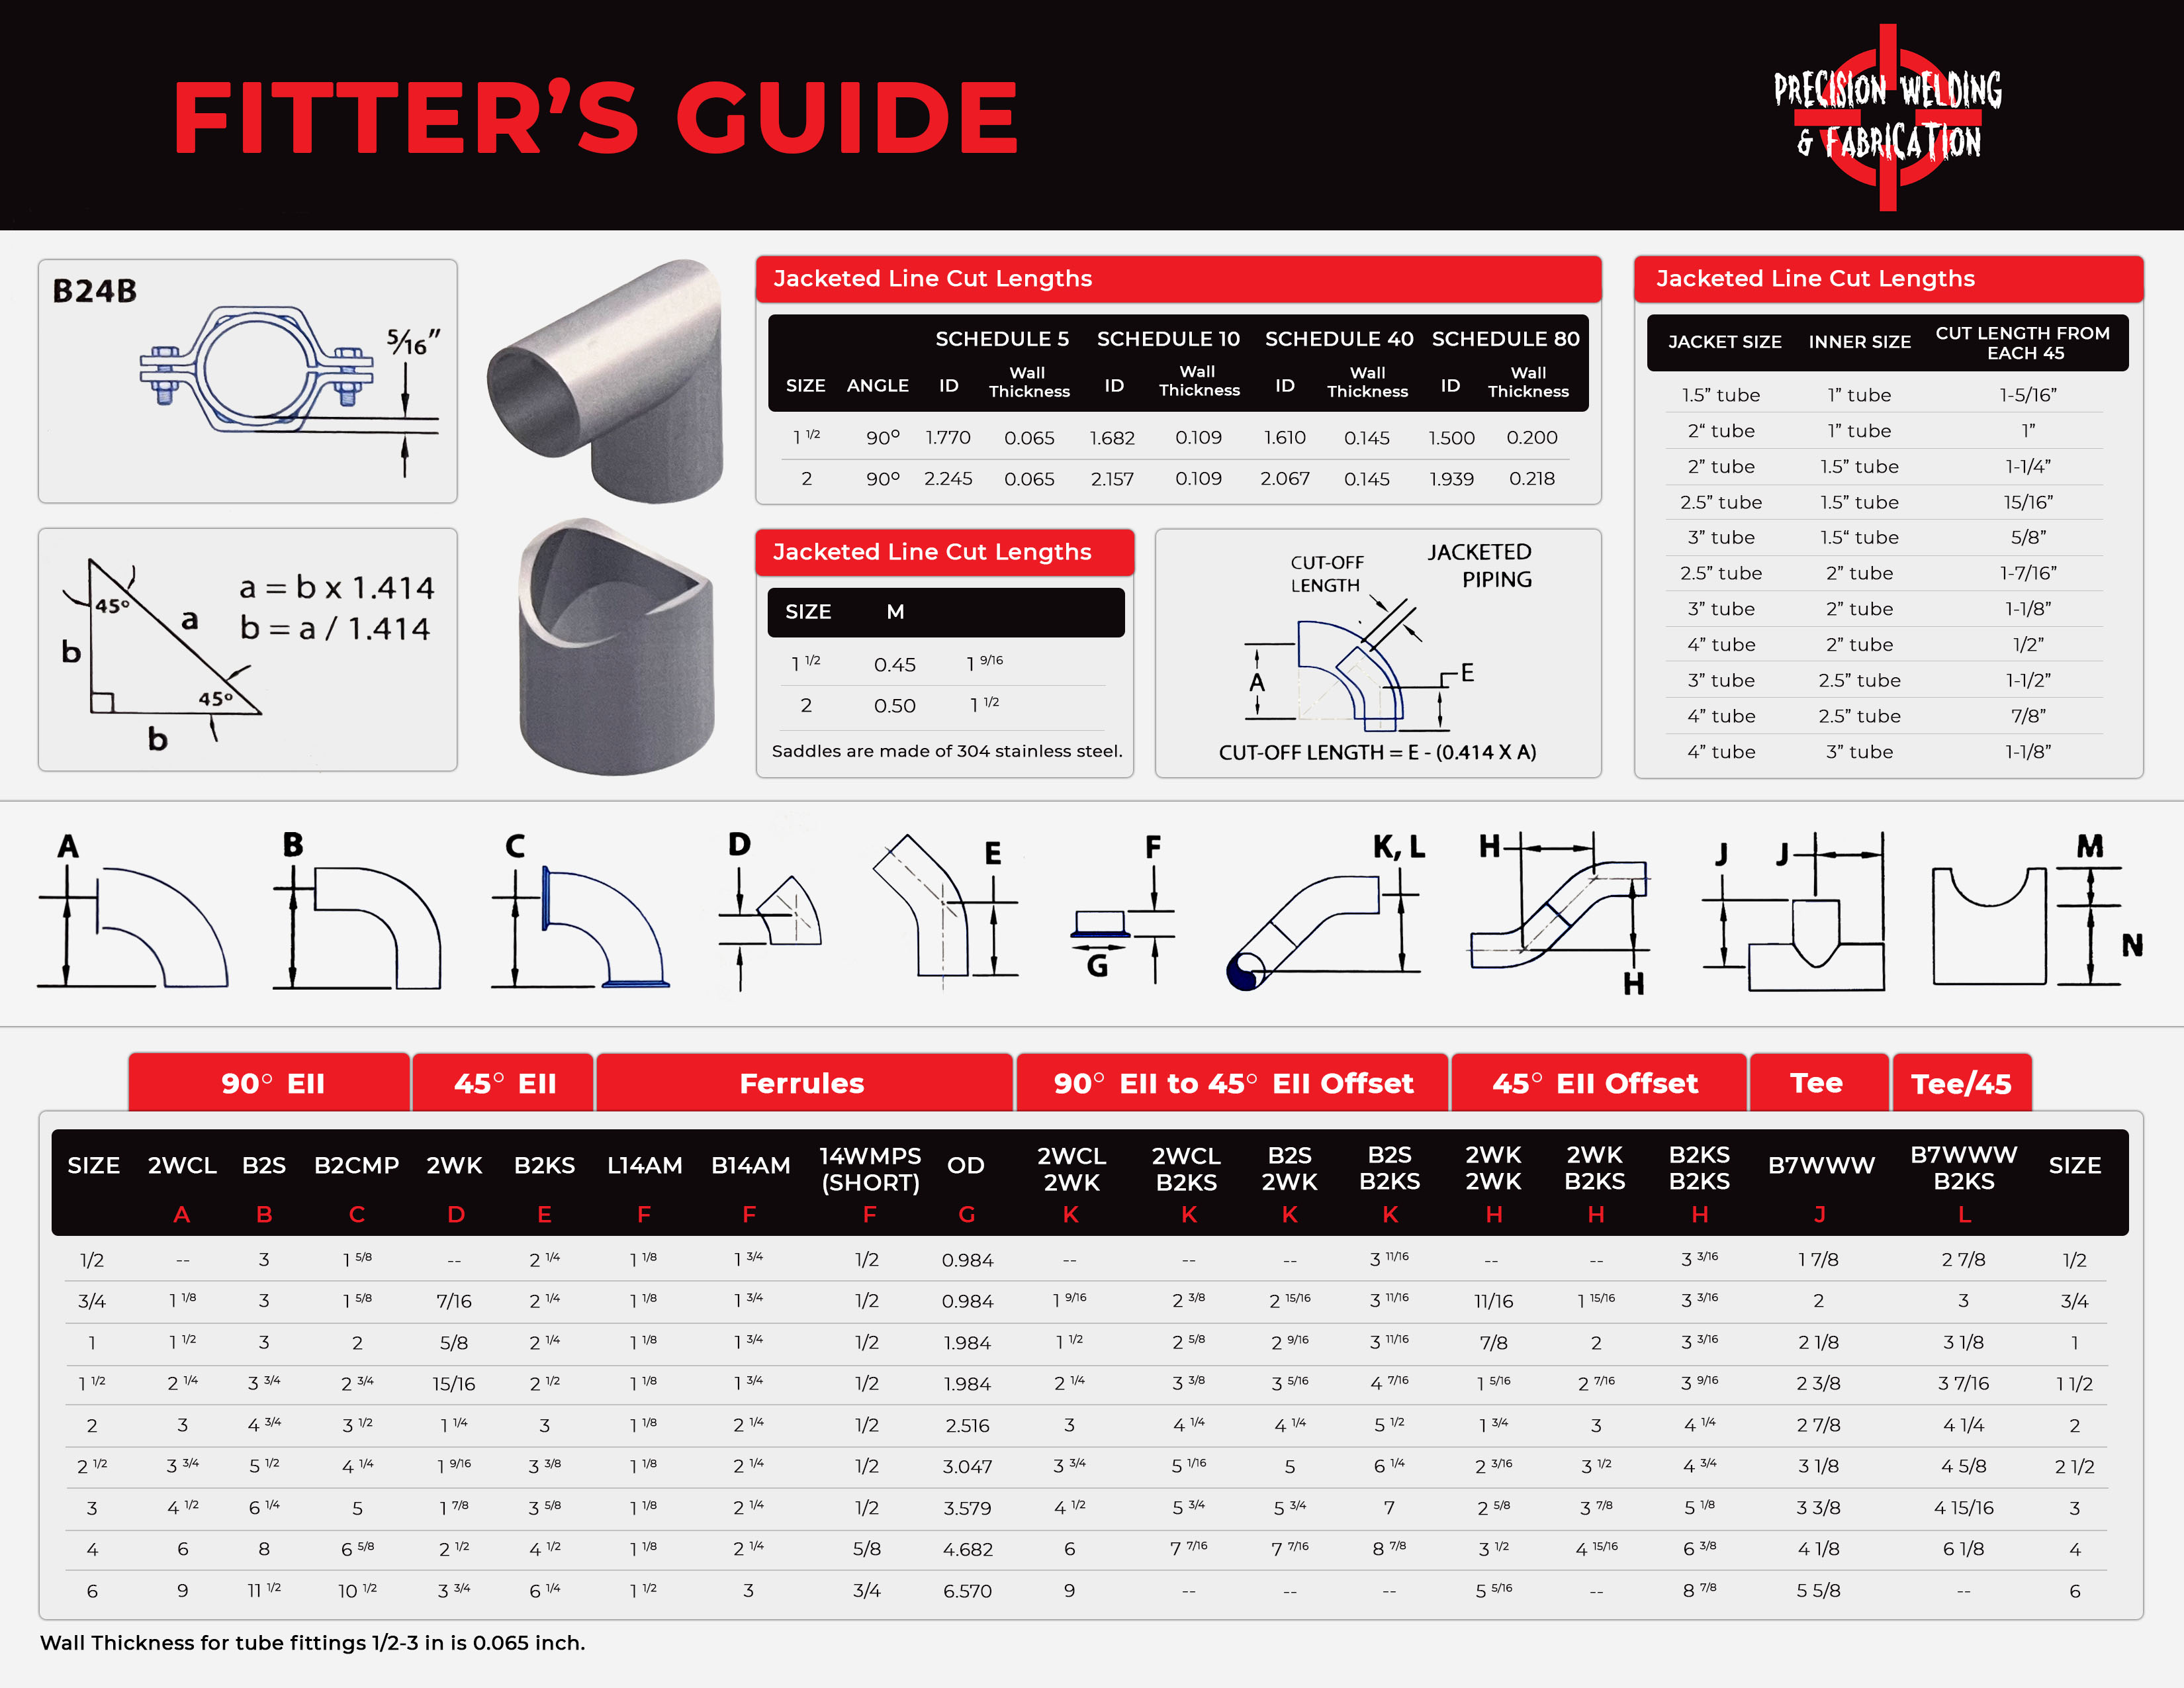 FITTER’S GUIDE
PRECISION WELDING
& FABRICATION
B24B
5/16”
45º
a
b
45º
b
a = b x 1.414
b = a / 1.414
Jacketed Line Cut Lengths
SCHEDULE 5 SCHEDULE 10 SCHEDULE 40 SCHEDULE 80
SIZE ANGLE ID Wall Thickness ID Wall Thickness ID Wall Thickness ID Wall Thickness
1 1/2 90º 1.770 0.065 1.682 0.109 1.610 0.145 1.500 0.200
2 90º 2.245 0.065 2.157 0.109 2.067 0.145 1.939 0.218
Jacketed Line Cut Lengths
SIZE M
1 1/2 0.45 1 9/16
2 0.50 1 1/2
Saddles are made of 304 stainless steel.
JACKETED
PIPING
CUT-OFF
LENGTH
A
E
CUT-OFF LENGTH = E - (0.414 X A)
Jacketed Line Cut Lengths
JACKET SIZE INNER SIZE CUT LENGTH FROM EACH 45
1.5” tube 1” tube 1-5/16”
2“ tube 1” tube 1”
2” tube 1.5” tube 1-1/4”
2.5” tube 1.5” tube 15/16”
3” tube 1.5“ tube 5/8”
2.5” tube 2” tube 1-7/16”
3” tube 2” tube 1-1/8”
4” tube 2” tube 1/2”
3” tube 2.5” tube 1-1/2”
4” tube 2.5” tube 7/8”
4” tube 3” tube 1-1/8”
A B C D E F G K, L H H J J M N
90° Ell 45° Ell Ferrules 90° Ell to 45° Ell Offset 45° Ell Offset Tee Tee/45
SIZE 2WCL B2S B2CMP 2WK B2KS L14AM B14AM 14WMPS (SHORT) OD 2WCL 2WK 2WCL B2KS B2S 2WK B2S B2KS 2WK 2WK 2WK B2KS B2KS B2KS B7WWW B7WWW B2KS SIZE
A B C D E F F F G K K K K H H H J L
1/2 -- 3 1 5/8 -- 2 1/4 1 1/8 1 3/4 1/2 0.984 -- -- -- 3 11/16 -- -- 3 3/16 1 7/8 2 7/8 1/2
3/4 1 1/8 3 1 5/8 7/16 2 1/4 1 1/8 1 3/4 1/2 0.984 1 9/16 2 3/8 2 15/16 3 11/16 11/16 1 15/16 3 3/16 2 3 3/4
1 1 1/2 3 2 5/8 2 1/4 1 1/8 1 3/4 1/2 1.984 1 1/2 2 5/8 2 9/16 3 11/16 7/8 2 3 3/16 2 1/8 3 1/8 1
1 1/2 2 1/4 3 3/4 2 3/4 15/16 2 1/2 1 1/8 1 3/4 1/2 1.984 2 1/4 3 3/8 3 5/16 4 7/16 1 5/16 2 7/16 3 9/16 2 3/8 3 7/16 1 1/2
2 3 4 3/4 3 1/2 1 1/4 3 1 1/8 2 1/4 1/2 2.516 3 4 1/4 4 1/4 5 1/2 1 3/4 3 4 1/4 2 7/8 4 1/4 2
2 1/2 3 3/4 5 1/2 4 1/4 1 9/16 3 3/8 1 1/8 2 1/4 1/2 3.047 3 3/4 5 1/16 5 6 1/4 2 3/16 3 1/2 4 3/4 3 1/8 4 5/8 2 1/2
3 4 1/2 6 1/4 5 1 7/8 3 5/8 1 1/8 2 1/4 1/2 3.579 4 1/2 5 3/4 5 3/4 7 2 5/8 3 7/8 5 1/8 3 3/8 4 15/16 3
4 6 8 6 5/8 2 1/2 4 1/2 1 1/8 2 1/4 5/8 4.682 6 7 7/16 7 7/16 8 7/8 3 1/2 4 15/16 6 3/8 4 1/8 6 1/8 4
6 9 11 1/2 10 1/2 3 3/4 6 1/4 1 1/2 3 3/4 6.570 9 -- -- -- 5 5/16 -- 8 7/8 5 5/8 -- 6
Wall Thickness for tube fittings 1/2-3 in is 0.065 inch.